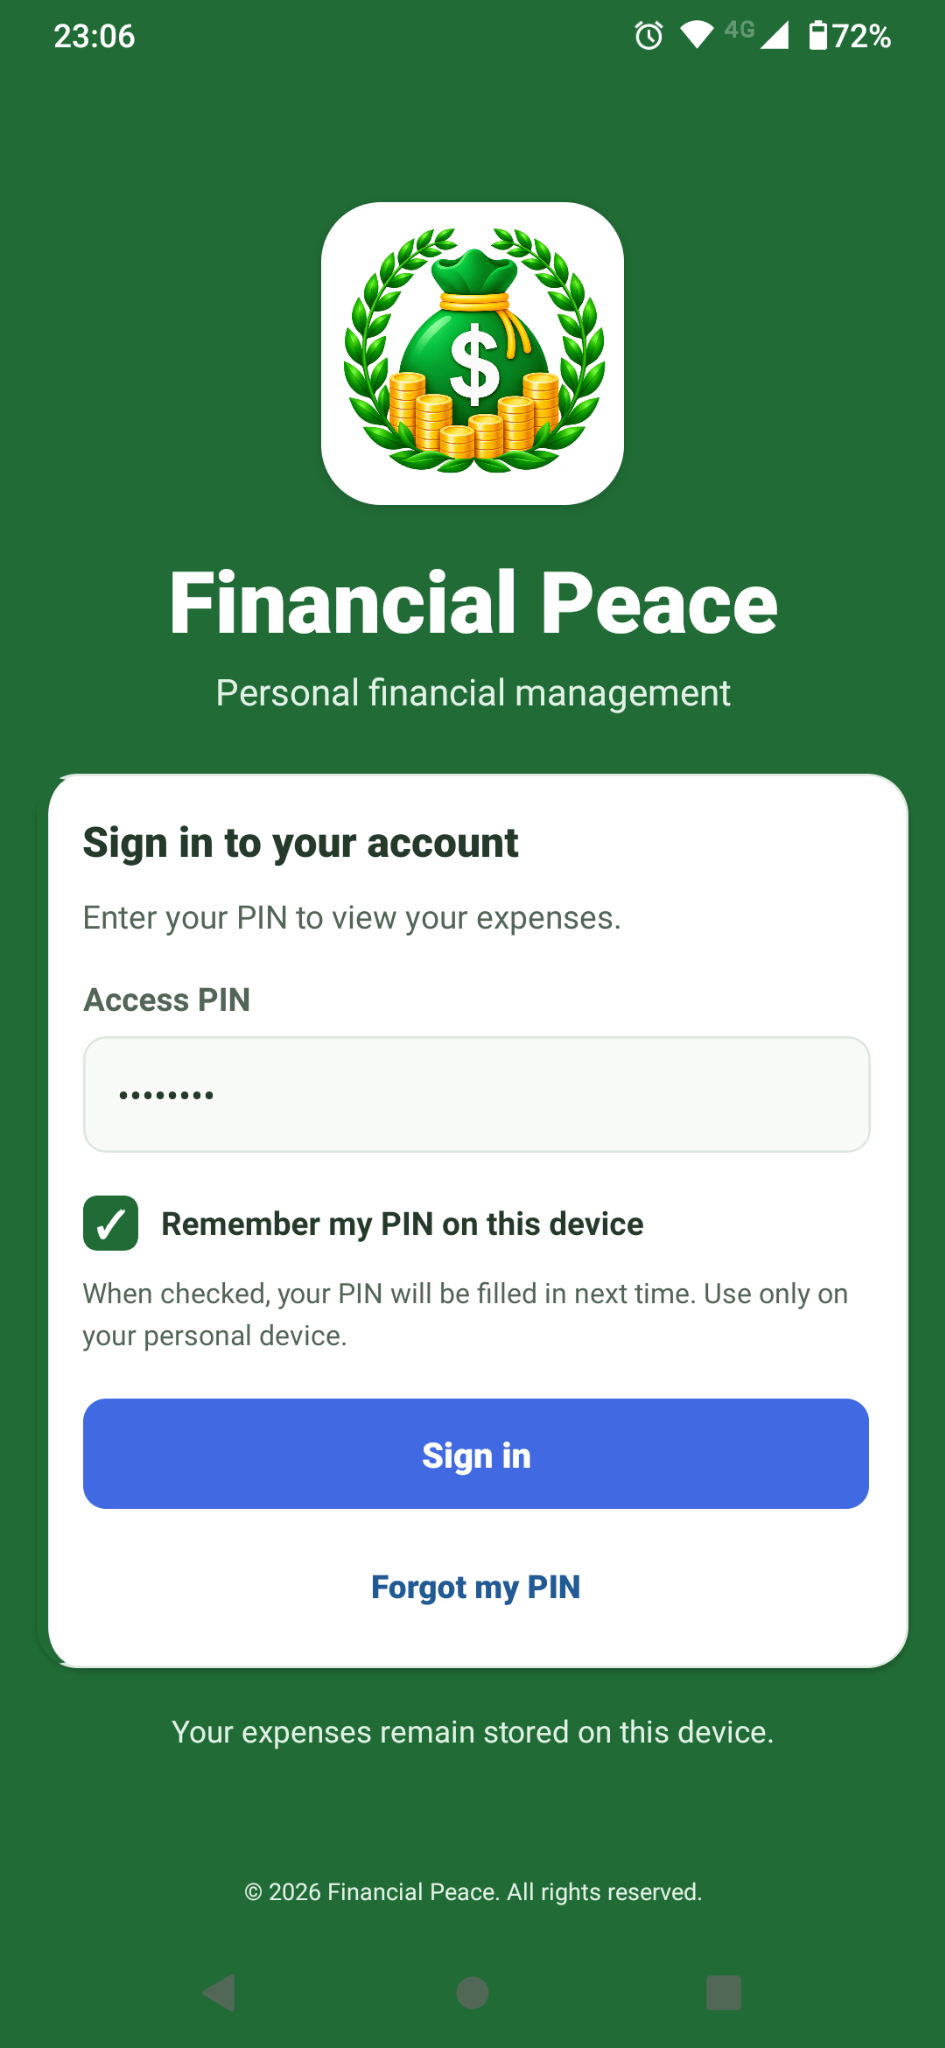 23:06
4G
72%
$
Financial Peace
Personal financial management
Sign in to your account
Enter your PIN to view your expenses.
Access PIN
••••••••
✓ Remember my PIN on this device
When checked, your PIN will be filled in next time. Use only on
your personal device.
Sign in
Forgot my PIN
Your expenses remain stored on this device.
© 2026 Financial Peace. All rights reserved.